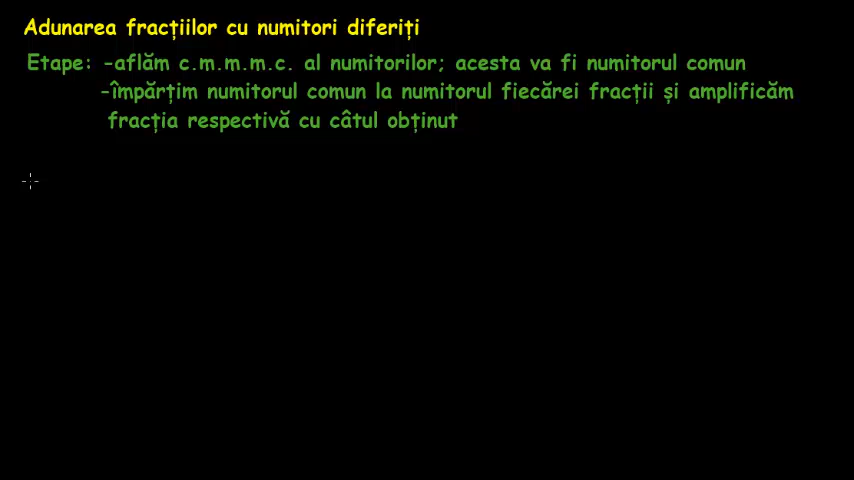 Adunarea fracțiilor cu numitori diferiți
Etape: -aflăm c.m.m.m.c. al numitorilor; acesta va fi numitorul comun
-împărțim numitorul comun la numitorul fiecărei fracții și amplificăm
fracția respectivă cu câtul obținut